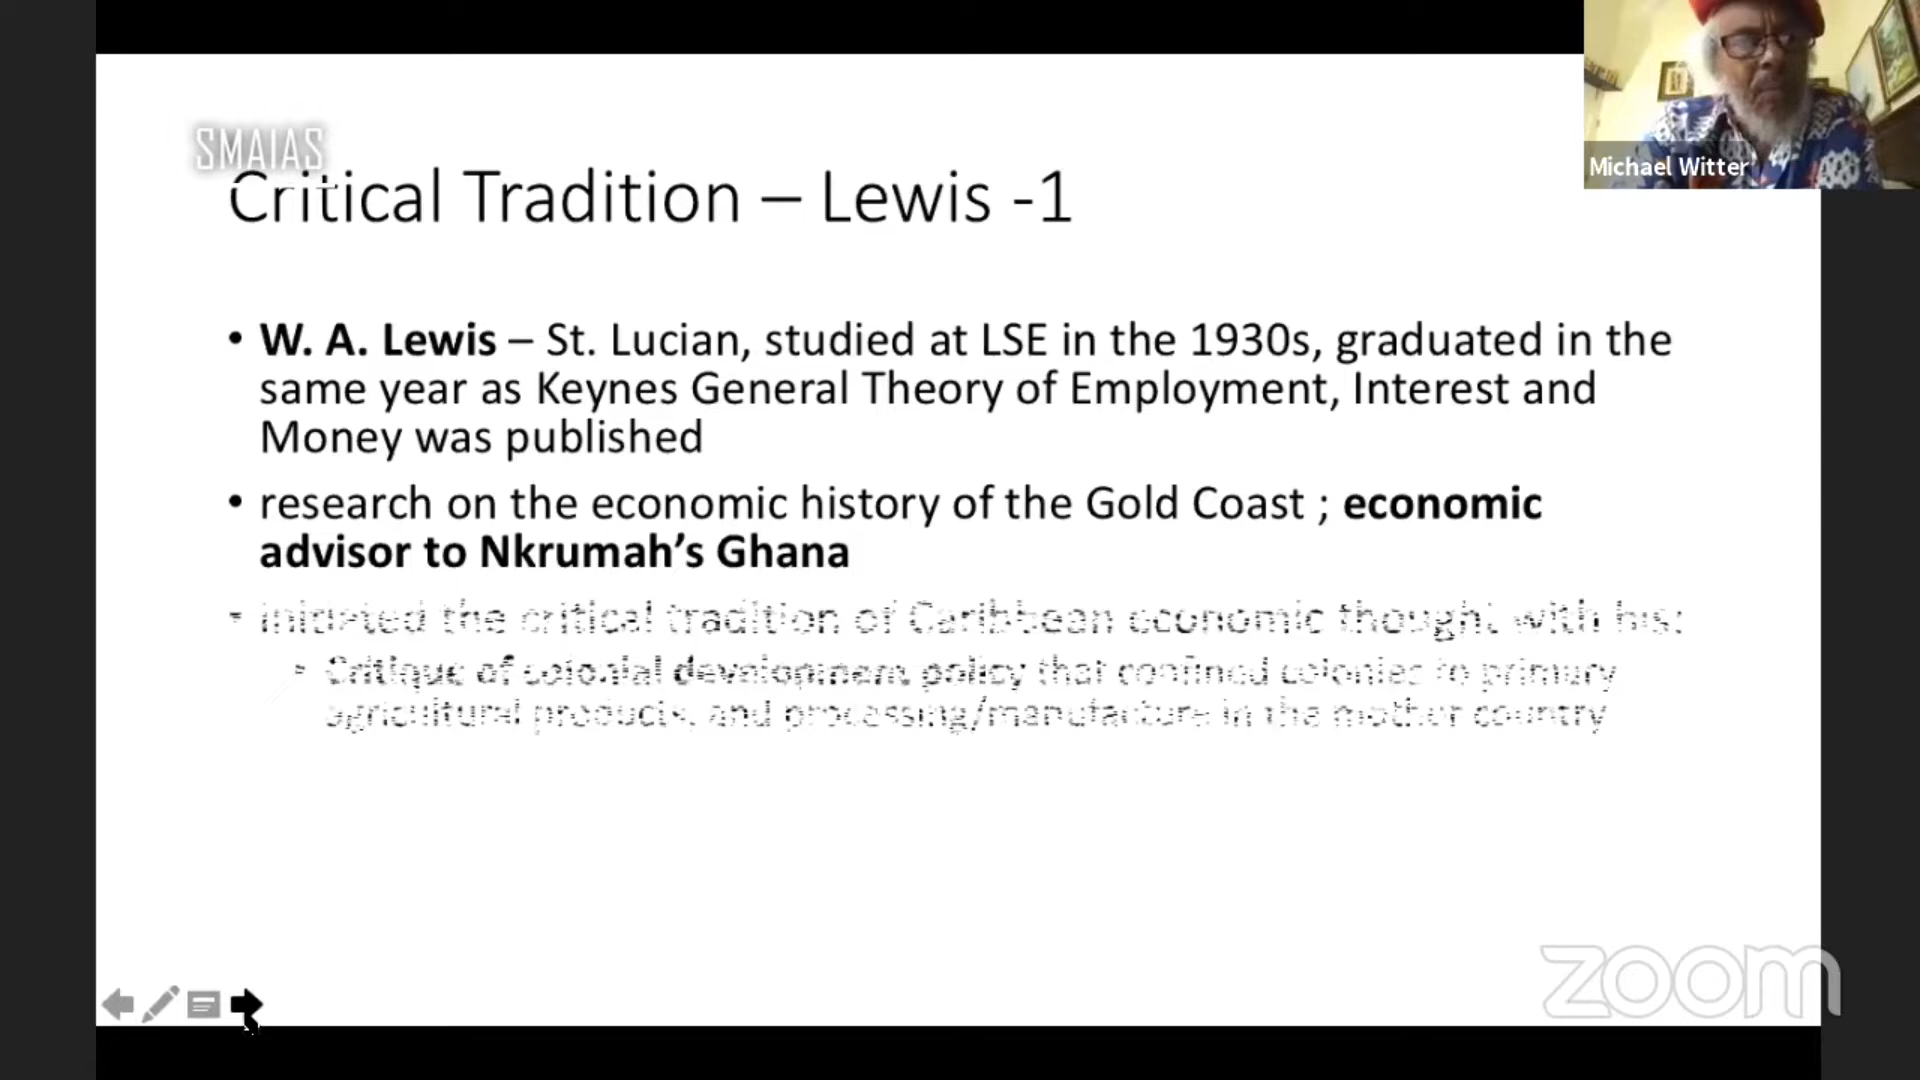 SMAIAS
Critical Tradition – Lewis -1
Michael Witter
• W. A. Lewis – St. Lucian, studied at LSE in the 1930s, graduated in the
same year as Keynes General Theory of Employment, Interest and
Money was published
• research on the economic history of the Gold Coast ; economic
advisor to Nkrumah’s Ghana
• initiated the critical tradition of Caribbean economic thought with his:
• Critique of colonial development policy that confined colonies to primary
agricultural products, and processing/manufacture in the mother country
zoom